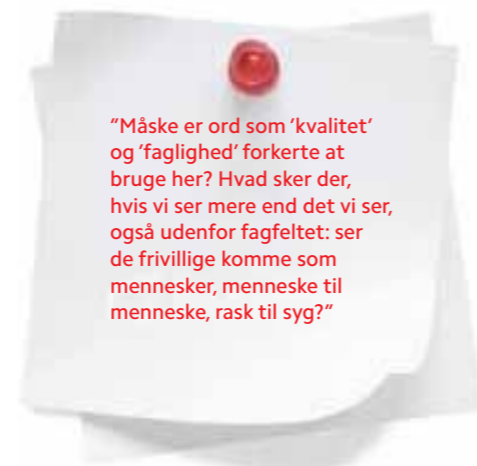 ”Måske er ord som ’kvalitet’
og ’faglighed’ forkerte at
bruge her? Hvad sker der,
hvis vi ser mere end det vi ser,
også udenfor fagfeltet: ser
de frivillige komme som
mennesker, menneske til
menneske, rask til syg?”